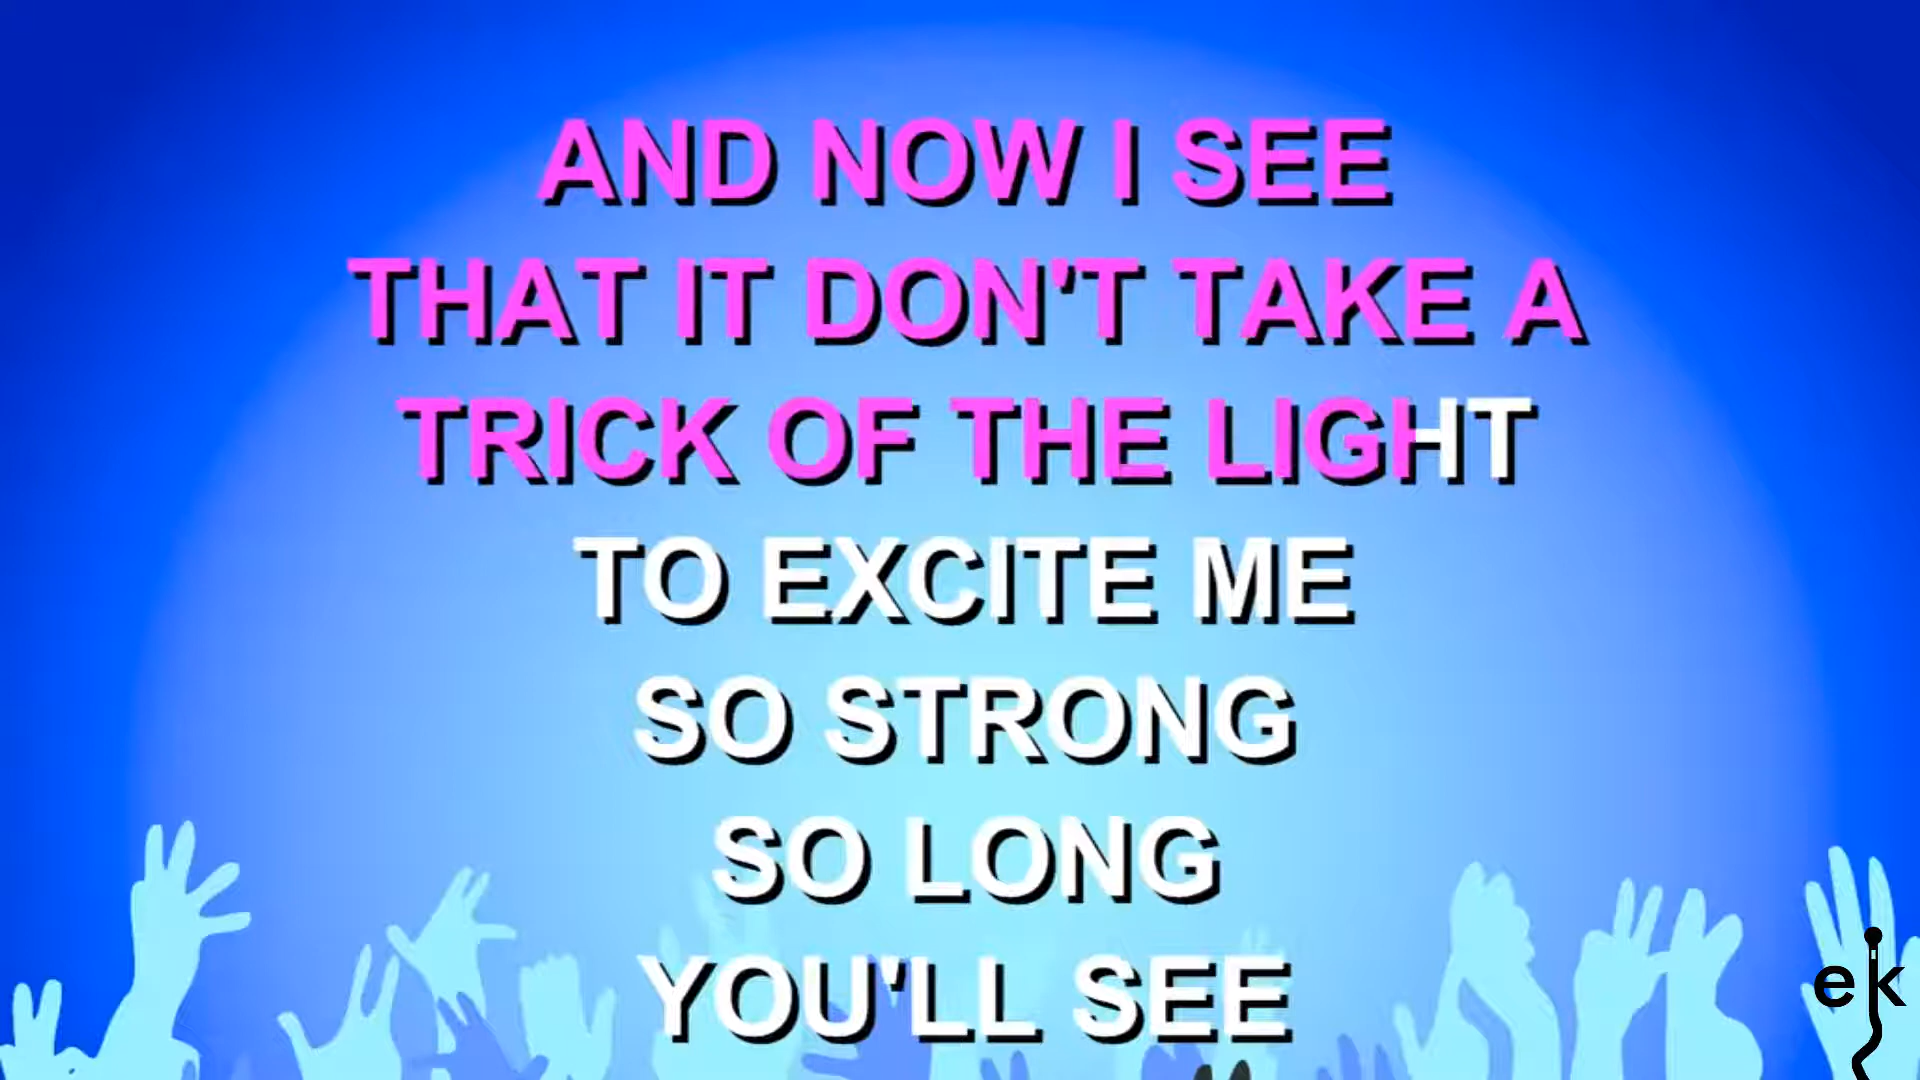 AND NOW I SEE
THAT IT DON'T TAKE A
TRICK OF THE LIGHT
TO EXCITE ME
SO STRONG
SO LONG
YOU'LL SEE
ek